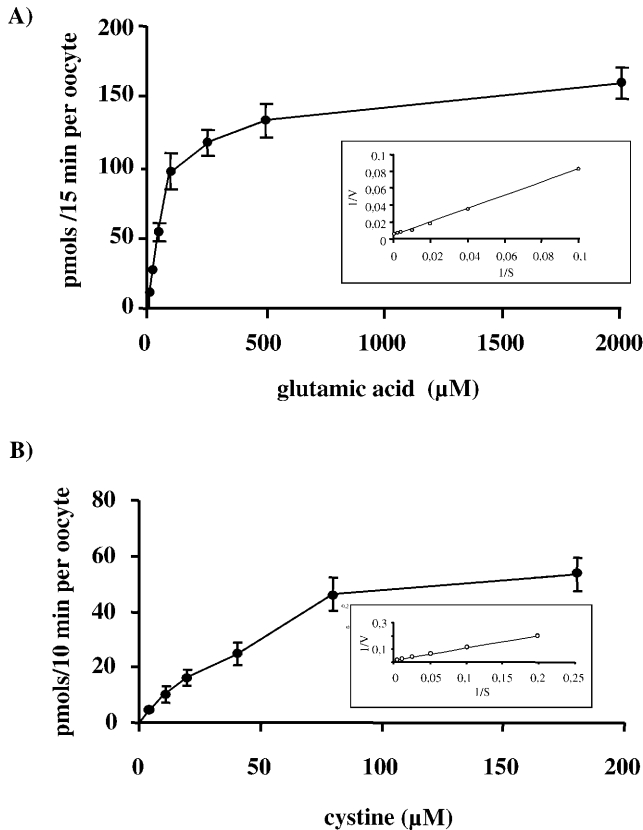 A)
pmols /15 min per oocyte
200
150
100
50
0
0 500 1000 1500 2000
glutamic acid (µM)
1/V
0.1
0.08
0.06
0.04
0.02
0
0 0.02 0.04 0.06 0.08 0.1
1/S
B)
pmols/10 min per oocyte
80
60
40
20
0
0 50 100 150 200
cystine (µM)
0,2
1/V
0,3
0,1
0 0.05 0.1 0.2 0.25
1/S